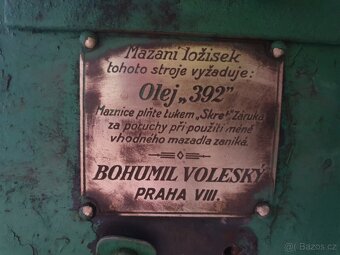 Mazání ložisek
tohoto stroje vyžaduje:
Olej „392"
Maznice plňte tukem „Skre". Záruka
za poruchy při použití méně
vhodného mazadla zaniká.
BOHUMIL VOLESKÝ
PRAHA VIII.
Bazoš.cz